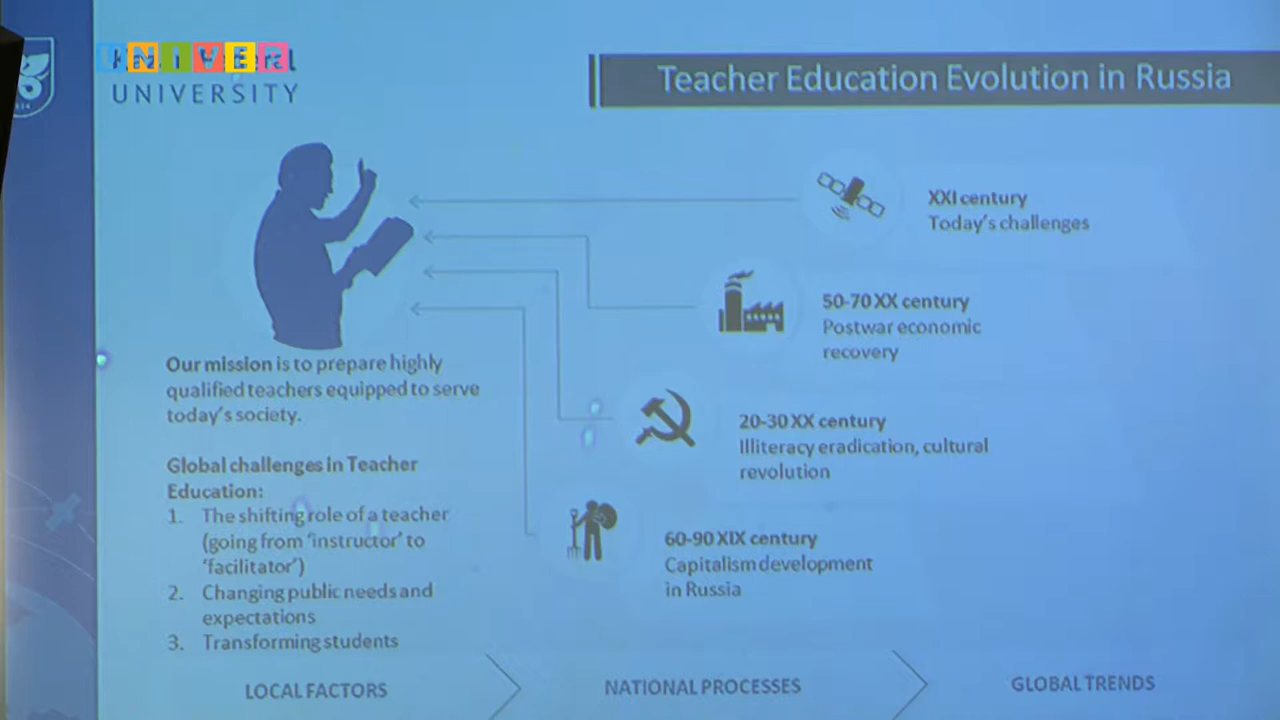 UNIVER
UNIVERSITY
Teacher Education Evolution in Russia
XXI century
Today's challenges
50-70 XX century
Postwar economic
recovery
20-30 XX century
Illiteracy eradication, cultural
revolution
60-90 XIX century
Capitalism development
in Russia
Our mission is to prepare highly
qualified teachers equipped to serve
today's society.
Global challenges in Teacher
Education:
1. The shifting role of a teacher
(going from 'instructor' to
'facilitator')
2. Changing public needs and
expectations
3. Transforming students
LOCAL FACTORS
NATIONAL PROCESSES
GLOBAL TRENDS